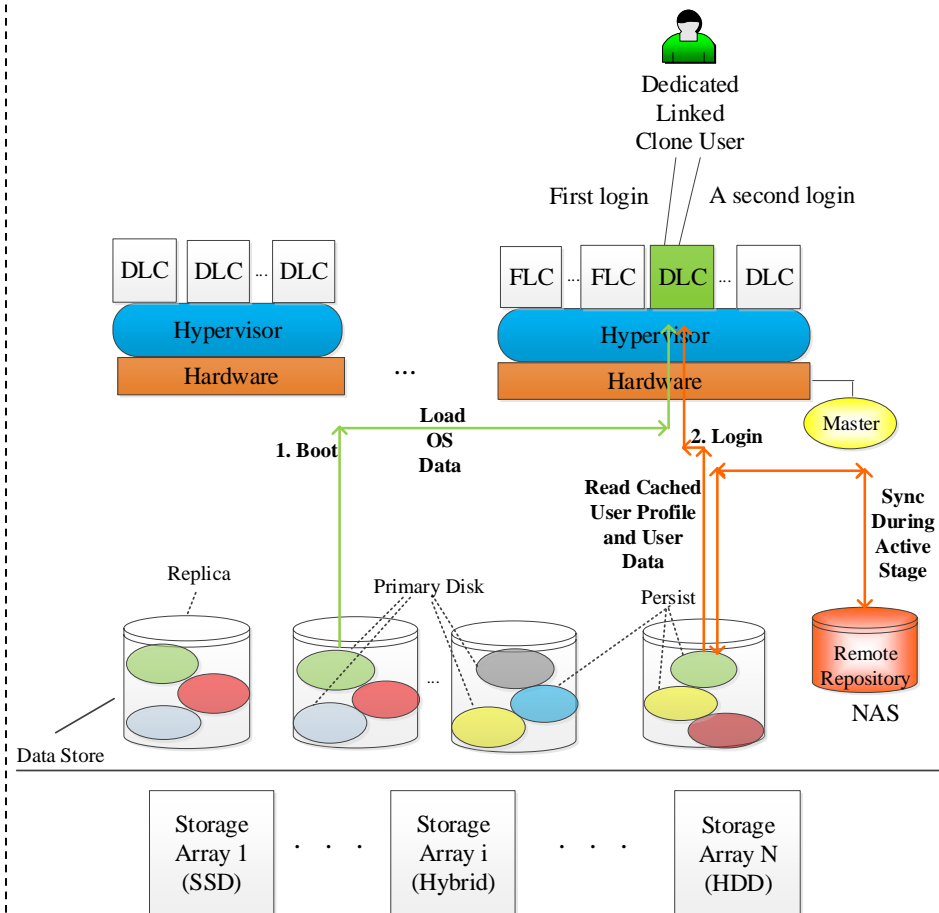 Dedicated
Linked
Clone User
First login
A second login
DLC
DLC
...
DLC
FLC
...
FLC
DLC
...
DLC
Hypervisor
Hypervisor
Hardware
...
Hardware
Master
1. Boot
Load
OS
Data
2. Login
Read Cached
User Profile
and User
Data
Sync
During
Active
Stage
Replica
Primary Disk
Persist
...
Remote
Repository
NAS
Data Store
Storage
Array 1
(SSD)
. . .
Storage
Array i
(Hybrid)
. . .
Storage
Array N
(HDD)